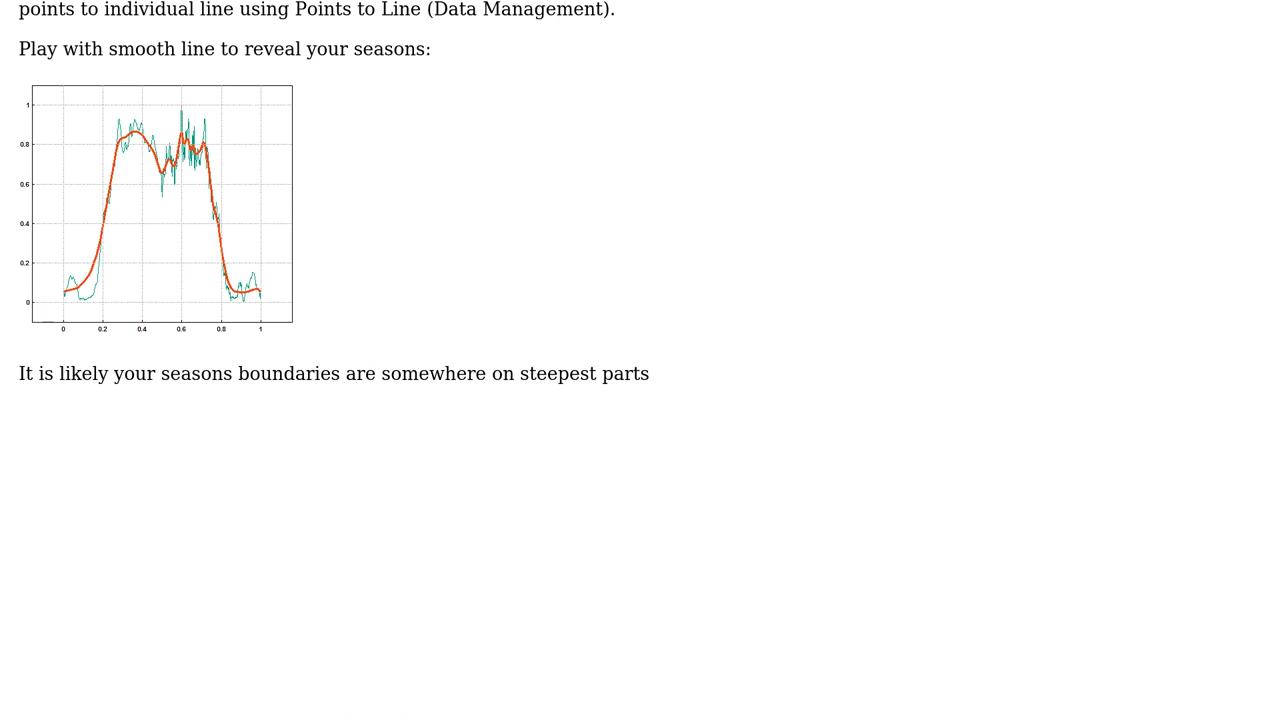 points to individual line using Points to Line (Data Management).
Play with smooth line to reveal your seasons:
1
0.8
0.6
0.4
0.2
0
0 0.2 0.4 0.6 0.8 1
It is likely your seasons boundaries are somewhere on steepest parts